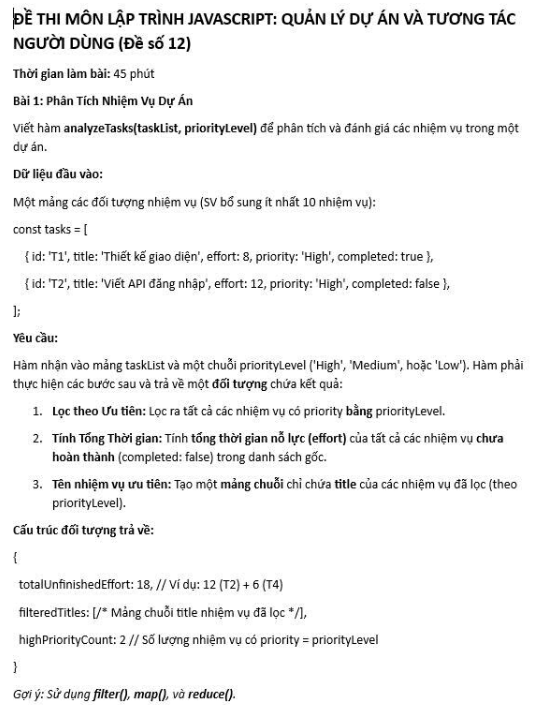 ĐỀ THI MÔN LẬP TRÌNH JAVASCRIPT: QUẢN LÝ DỰ ÁN VÀ TƯƠNG TÁC
NGƯỜI DÙNG (Đề số 12)
Thời gian làm bài: 45 phút
Bài 1: Phân Tích Nhiệm Vụ Dự Án
Viết hàm analyzeTasks(taskList, priorityLevel) để phân tích và đánh giá các nhiệm vụ trong một
dự án.
Dữ liệu đầu vào:
Một mảng các đối tượng nhiệm vụ (SV bổ sung ít nhất 10 nhiệm vụ):
const tasks = [
{ id: 'T1', title: 'Thiết kế giao diện', effort: 8, priority: 'High', completed: true },
{ id: 'T2', title: 'Viết API đăng nhập', effort: 12, priority: 'High', completed: false },
];
Yêu cầu:
Hàm nhận vào mảng taskList và một chuỗi priorityLevel ('High', 'Medium', hoặc 'Low'). Hàm phải
thực hiện các bước sau và trả về một đối tượng chứa kết quả:
1. Lọc theo Ưu tiên: Lọc ra tất cả các nhiệm vụ có priority bằng priorityLevel.
2. Tính Tổng Thời gian: Tính tổng thời gian nỗ lực (effort) của tất cả các nhiệm vụ chưa
hoàn thành (completed: false) trong danh sách gốc.
3. Tên nhiệm vụ ưu tiên: Tạo một mảng chuỗi chỉ chứa title của các nhiệm vụ đã lọc (theo
priorityLevel).
Cấu trúc đối tượng trả về:
{
totalUnfinishedEffort: 18, // Ví dụ: 12 (T2) + 6 (T4)
filteredTitles: [/* Mảng chuỗi title nhiệm vụ đã lọc */],
highPriorityCount: 2 // Số lượng nhiệm vụ có priority = priorityLevel
}
Gợi ý: Sử dụng filter(), map(), và reduce().